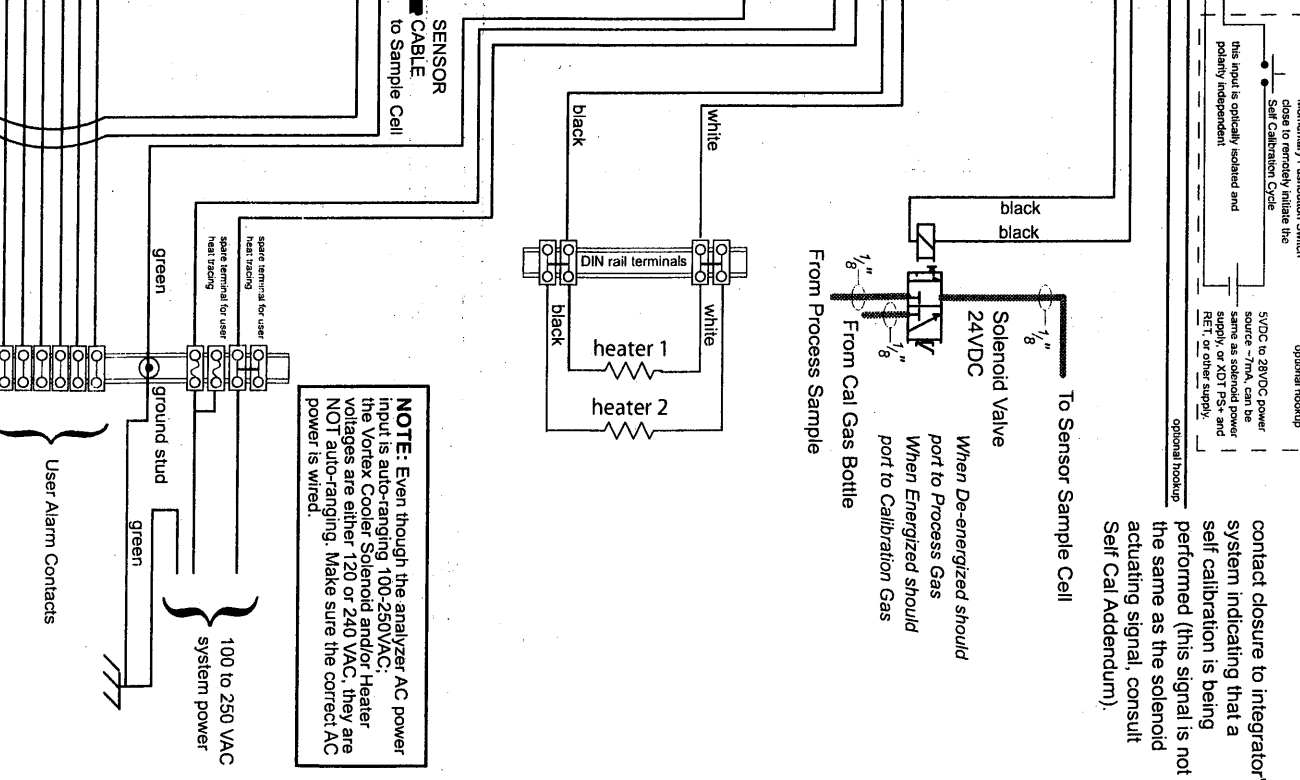 SENSOR
CABLE
to Sample Cell
black
white
black
black
this input is optically isolated and
polarity independent
close to remotely initiate the
Self Calibration Cycle
5VDC to 28VDC power
source ~7mA, can be
same as solenoid power
supply, or XDT PS+ and
RET, or other supply.
optional hookup
optional hookup
contact closure to integrator'
system indicating that a
self calibration is being
performed (this signal is not
the same as the solenoid
actuating signal, consult
Self Cal Addendum).
To Sensor Sample Cell
1/8"
Solenoid Valve
24VDC
1/8"
1/8"
From Cal Gas Bottle
From Process Sample
When De-energized should
port to Process Gas
When Energized should
port to Calibration Gas
DIN rail terminals
black
white
heater 1
heater 2
green
spare terminal for user
heat tracing
spare terminal for user
heat tracing
ground stud
green
User Alarm Contacts
100 to 250 VAC
system power
NOTE: Even though the analyzer AC power
input is auto-ranging 100-250VAC;
the Vortex Cooler Solenoid and/or Heater
voltages are either 120 or 240 VAC, they are
NOT auto-ranging. Make sure the correct AC
power is wired.